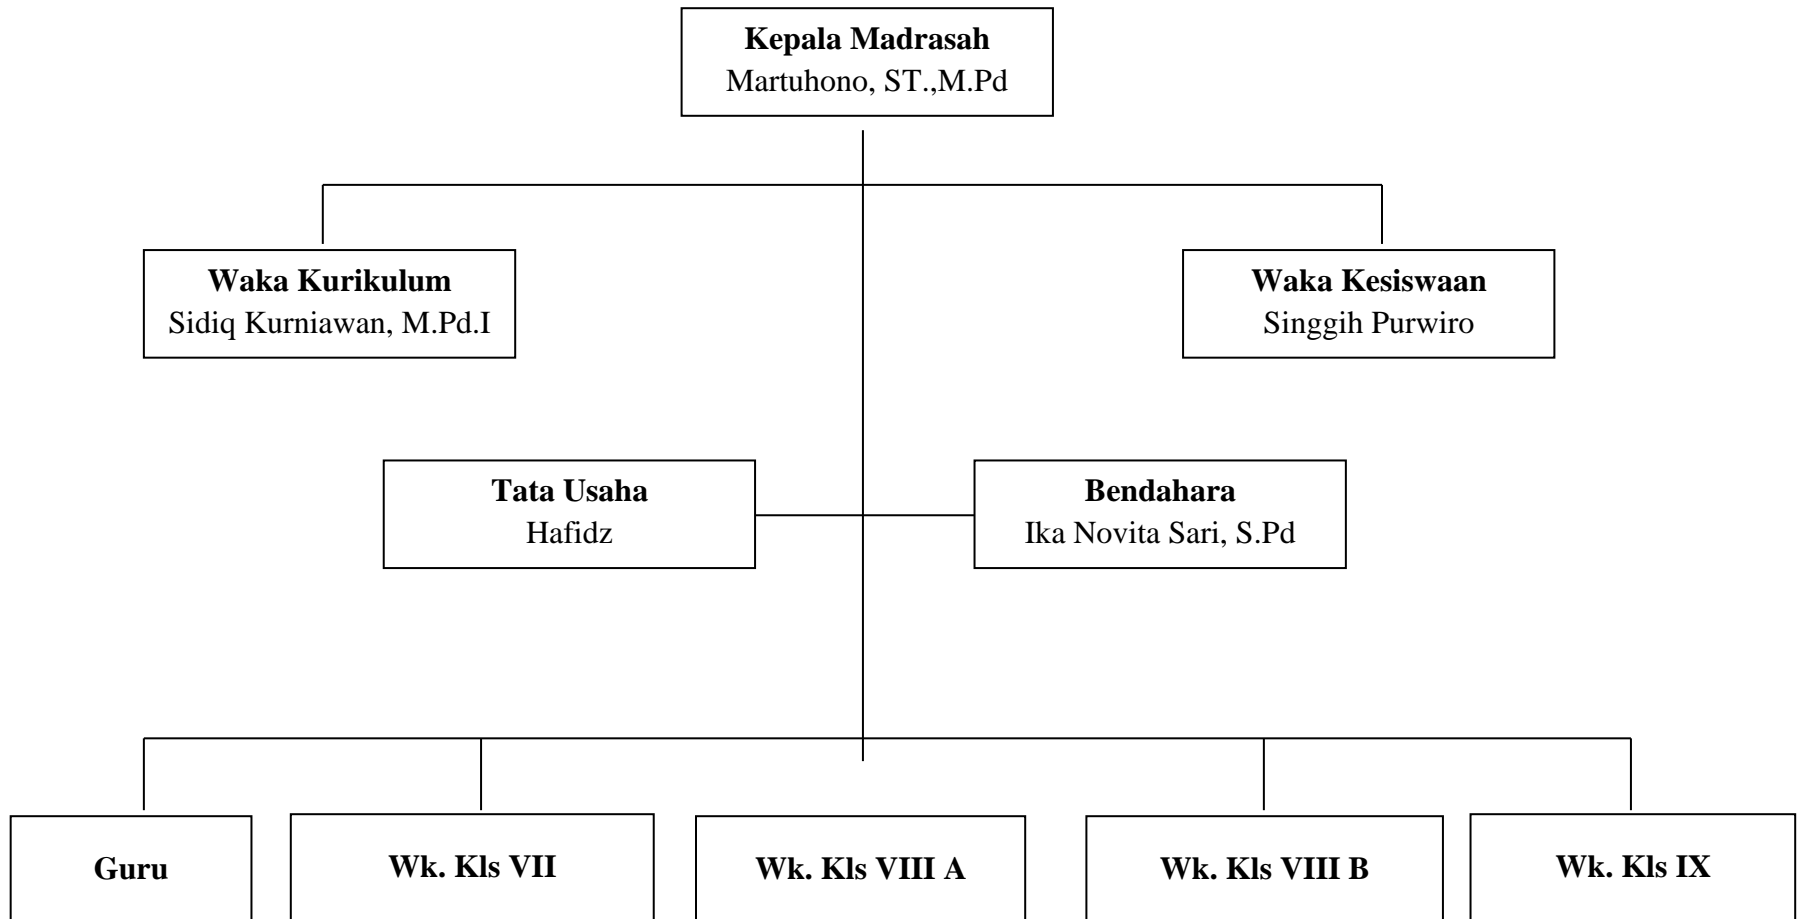 Kepala Madrasah
Martuhono, ST.,M.Pd
Waka Kurikulum
Sidiq Kurniawan, M.Pd.I
Waka Kesiswaan
Singgih Purwiro
Tata Usaha
Hafidz
Bendahara
Ika Novita Sari, S.Pd
Guru
Wk. Kls VII
Wk. Kls VIII A
Wk. Kls VIII B
Wk. Kls IX